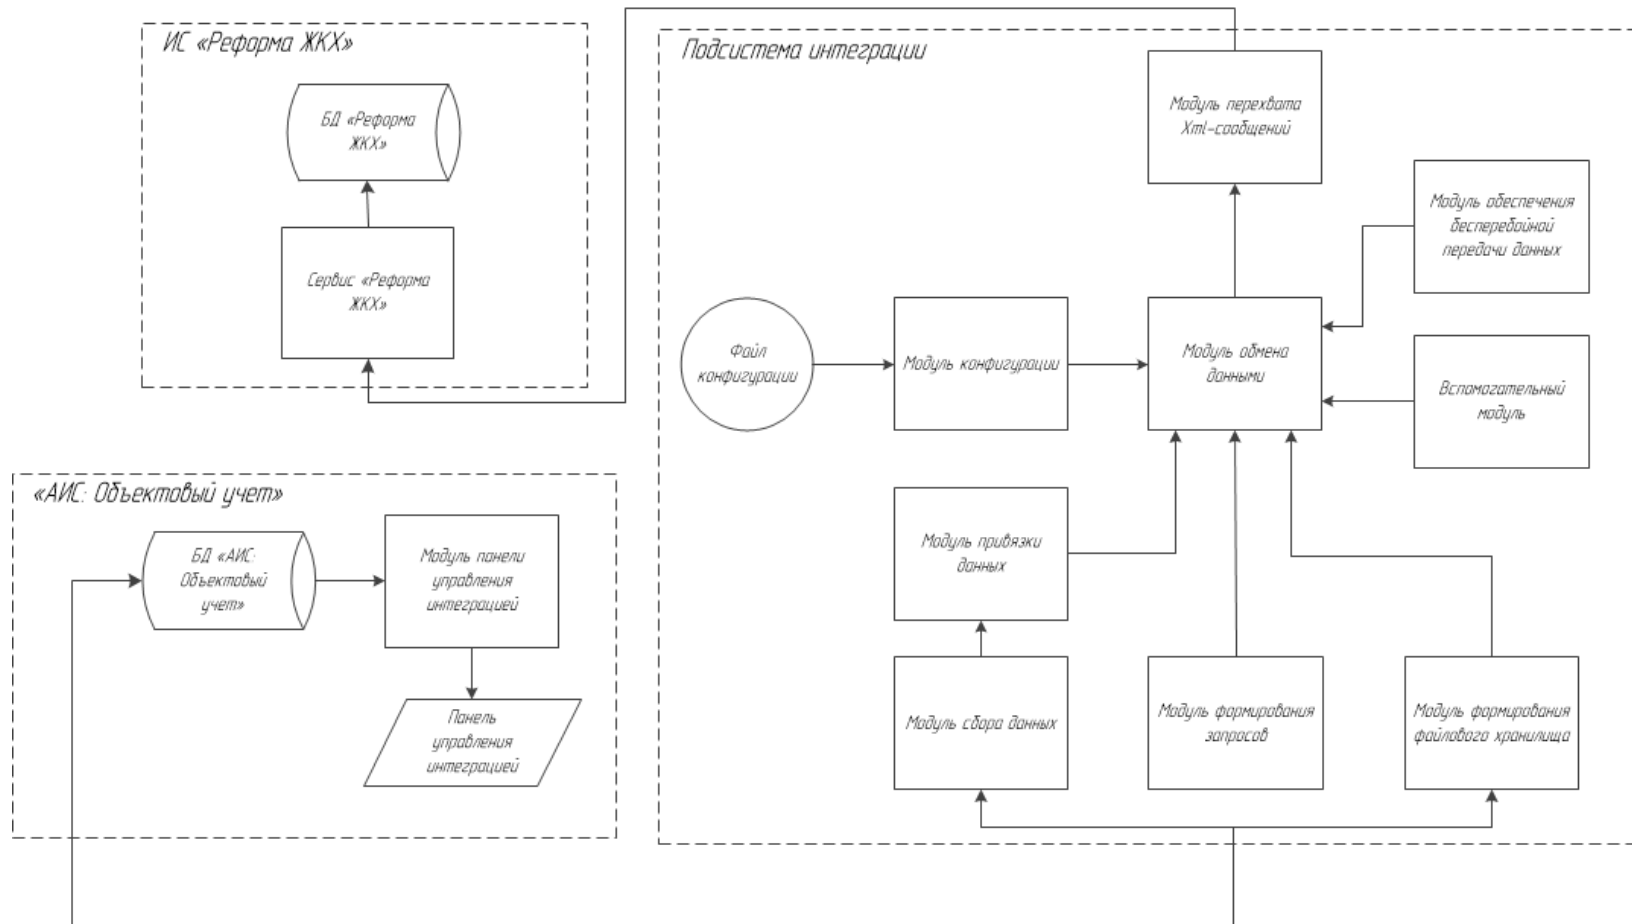 ИС «Реформа ЖКХ»
БД «Реформа
ЖКХ»
Сервис «Реформа
ЖКХ»
Подсистема интеграции
Модуль перехвата
Xml-сообщений
Модуль обеспечения
бесперебойной
передачи данных
Файл
конфигурации
Модуль конфигурации
Модуль обмена
данными
Вспомогательный
модуль
«АИС: Объектовый учет»
БД «АИС:
Объектовый
учет»
Модуль панели
управления
интеграцией
Панель
управления
интеграцией
Модуль привязки
данных
Модуль сбора данных
Модуль формирования
запросов
Модуль формирования
файлового хранилища